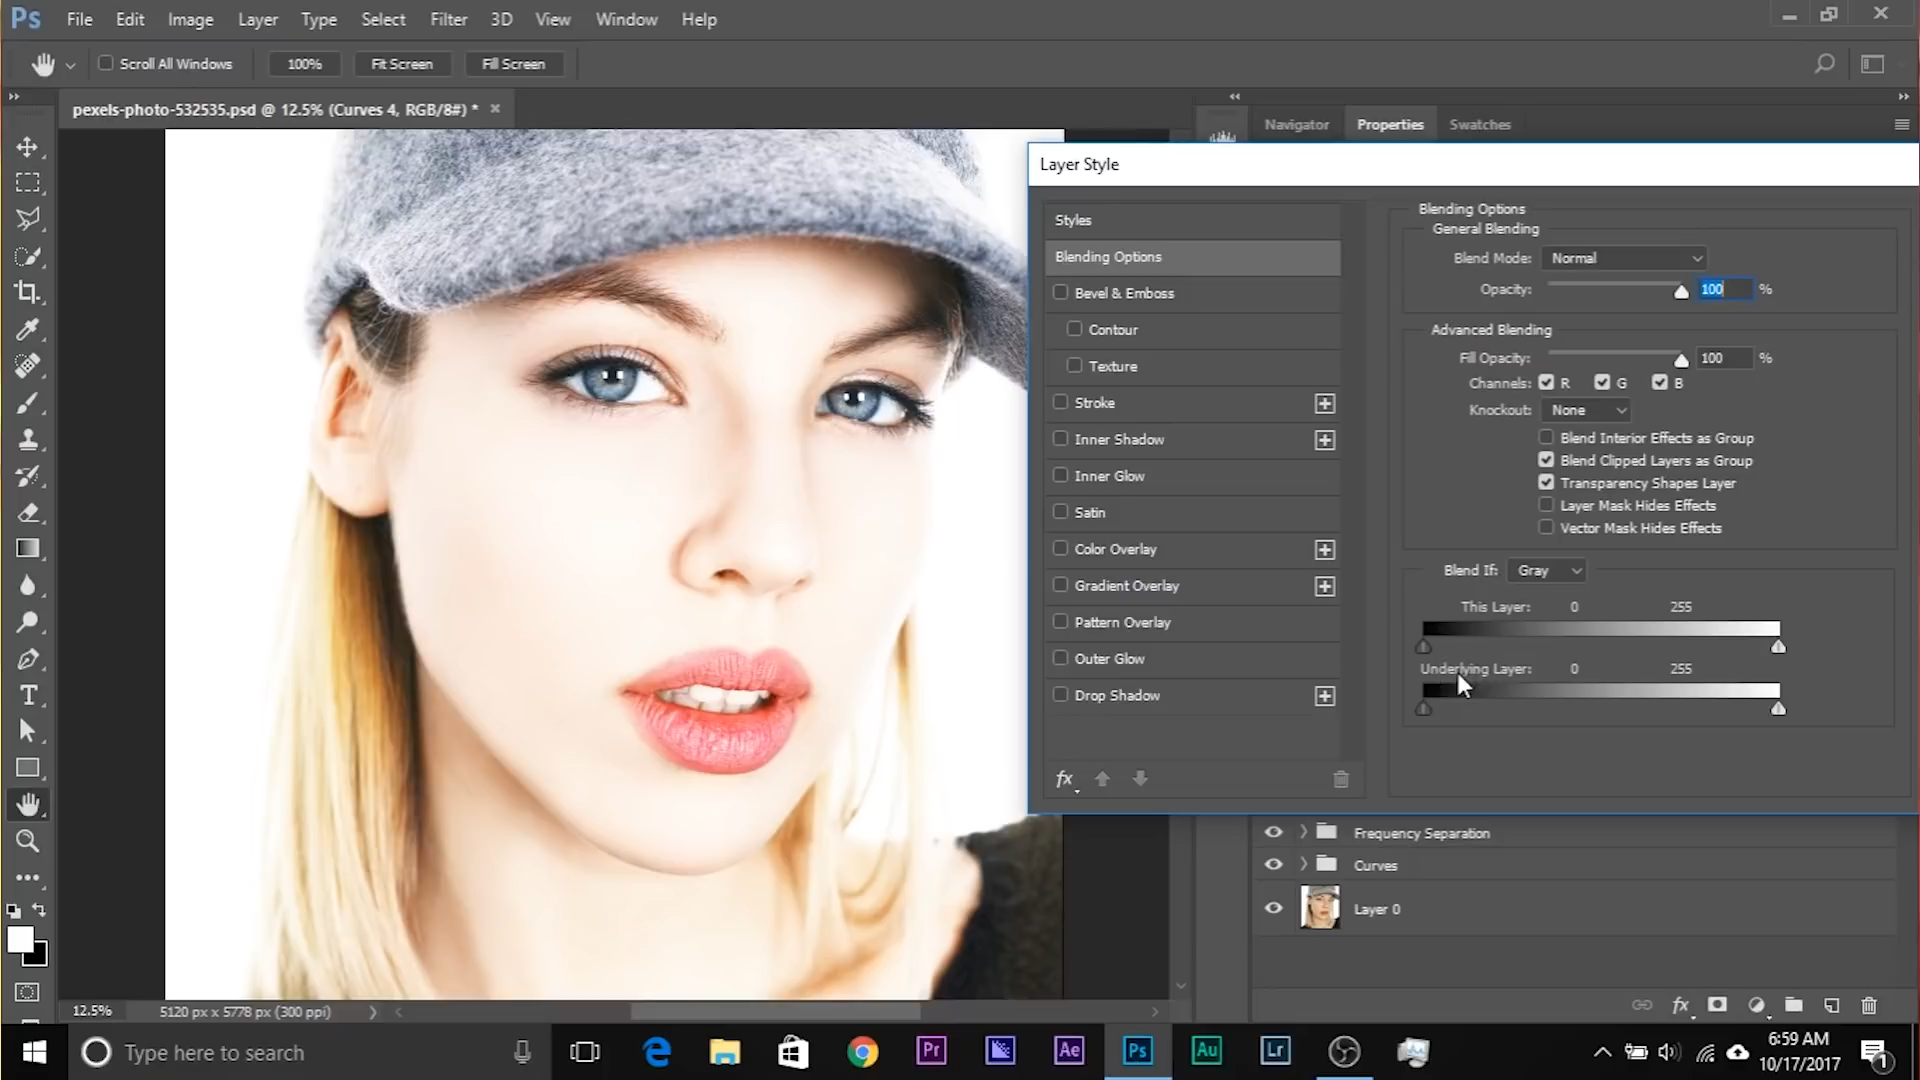 Ps File Edit Image Layer Type Select Filter 3D View Window Help
Scroll All Windows 100% Fit Screen Fill Screen
pexels-photo-532535.psd @ 12.5% (Curves 4, RGB/8#) *
Navigator Properties Swatches
Layer Style
Styles
Blending Options
Bevel & Emboss
Contour
Texture
Stroke
Inner Shadow
Inner Glow
Satin
Color Overlay
Gradient Overlay
Pattern Overlay
Outer Glow
Drop Shadow
fx
Blending Options
General Blending
Blend Mode: Normal
Opacity: 100 %
Advanced Blending
Fill Opacity: 100 %
Channels: R G B
Knockout: None
Blend Interior Effects as Group
Blend Clipped Layers as Group
Transparency Shapes Layer
Layer Mask Hides Effects
Vector Mask Hides Effects
Blend If: Gray
This Layer: 0 255
Underlying Layer: 0 255
Frequency Separation
Curves
Layer 0
fx
12.5% 5120 px x 5778 px (300 ppi)
Type here to search
Pr Ae Ps Au Lr
6:59 AM
10/17/2017
1